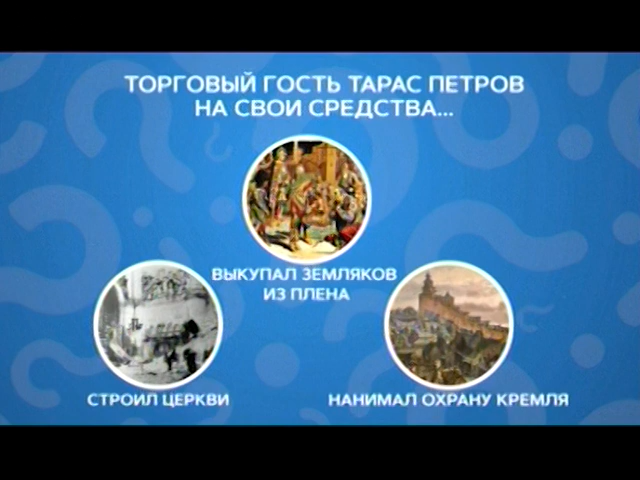 ТОРГОВЫЙ ГОСТЬ ТАРАС ПЕТРОВ
НА СВОИ СРЕДСТВА...
ВЫКУПАЛ ЗЕМЛЯКОВ
ИЗ ПЛЕНА
СТРОИЛ ЦЕРКВИ
НАНИМАЛ ОХРАНУ КРЕМЛЯ